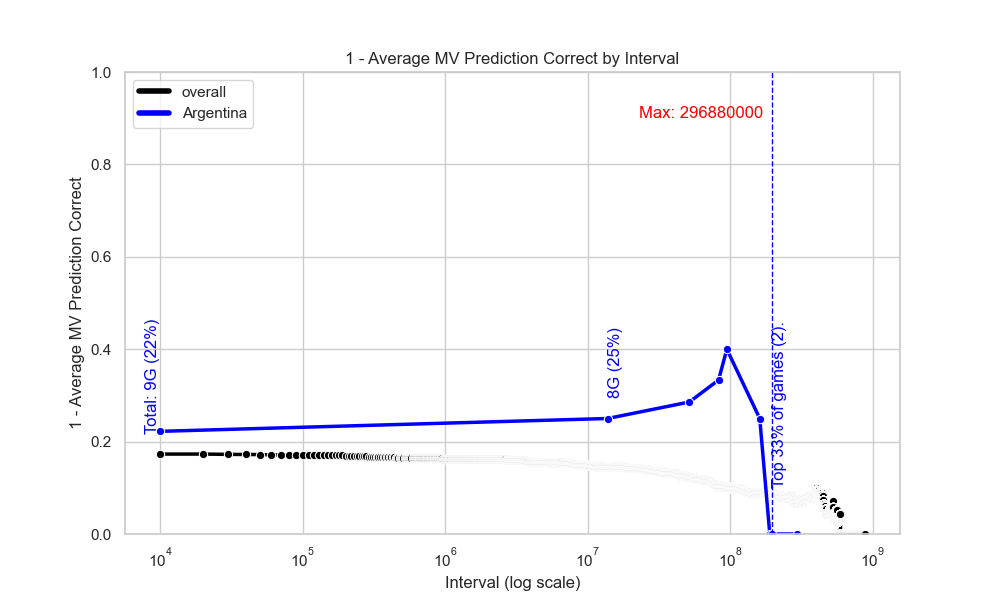 1 - Average MV Prediction Correct by Interval
1.0
0.8
0.6
0.4
0.2
0.0
1 - Average MV Prediction Correct
overall
Argentina
Max: 296880000
Total: 9G (22%)
8G (25%)
Top 33% of games (2).
10^4
10^5
10^6
10^7
10^8
10^9
Interval (log scale)